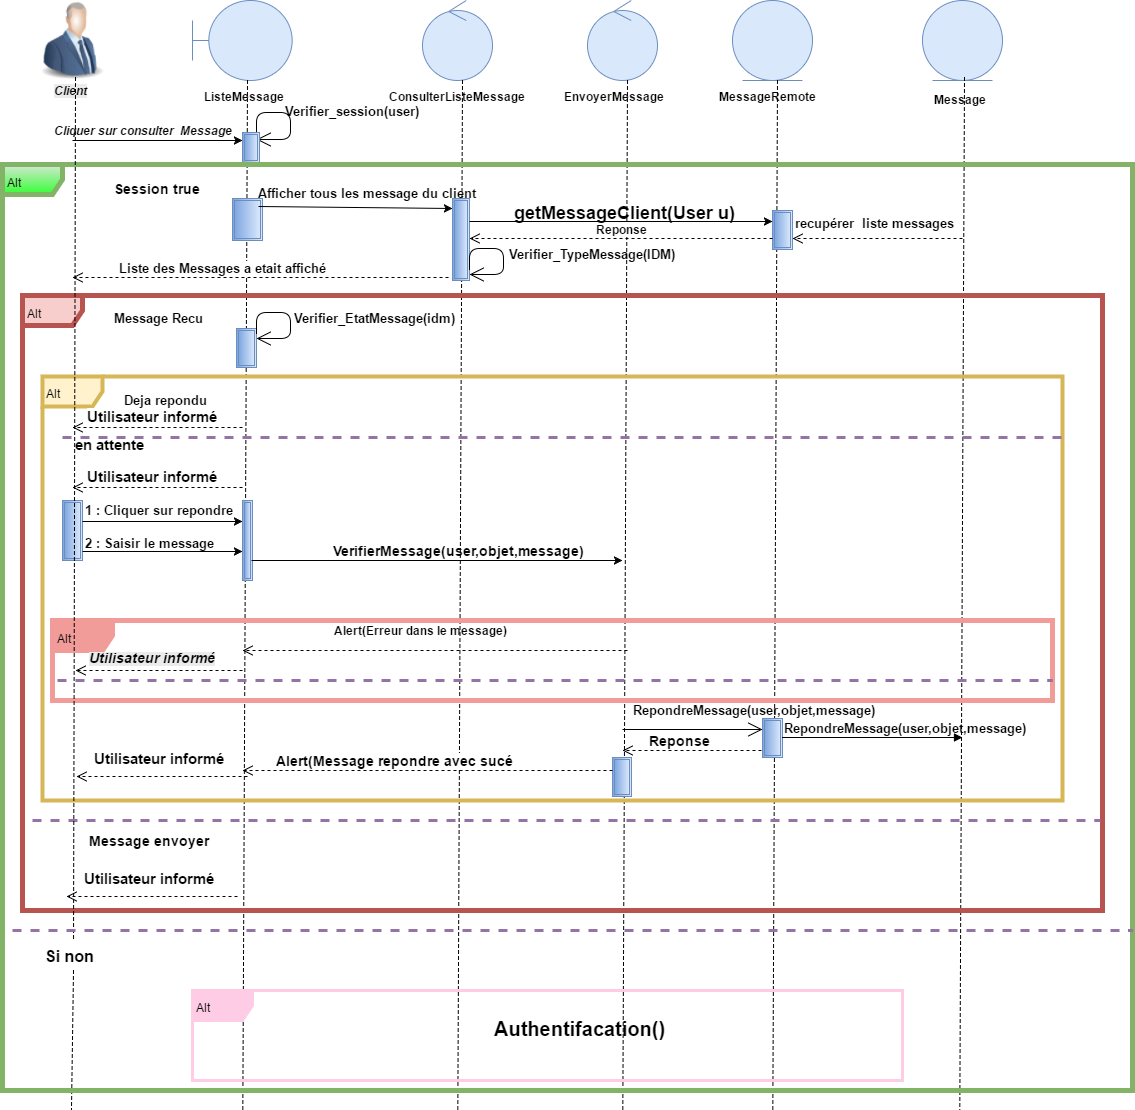 Client
ListeMessage
ConsulterListeMessage
EnvoyerMessage
MessageRemote
Message
Verifier_session(user)
Cliquer sur consulter  Message
Alt
Session true
Afficher tous les message du client
getMessageClient(User u)
recupérer  liste messages
Reponse
Verifier_TypeMessage(IDM)
Liste des Messages a etait affiché
Alt
Message Recu
Verifier_EtatMessage(idm)
Alt
Deja repondu
Utilisateur informé
en attente
Utilisateur informé
1 : Cliquer sur repondre
2 : Saisir le message
VerifierMessage(user,objet,message)
Alt
Alert(Erreur dans le message)
Utilisateur informé
RepondreMessage(user,objet,message)
RepondreMessage(user,objet,message)
Reponse
Utilisateur informé
Alert(Message repondre avec sucé
Message envoyer
Utilisateur informé
Si non
Alt
Authentifacation()